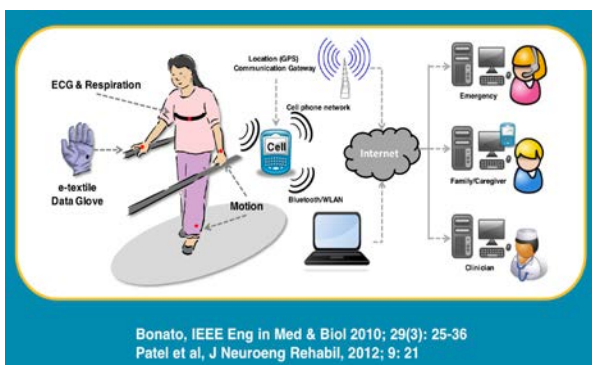 Location (GPS)
Communication Gateway
ECG & Respiration
Cell phone network
Emergency
Cell
Internet
e-textile
Data Glove
Family/Caregiver
Motion
Bluetooth/WLAN
Clinician
Bonato, IEEE Eng in Med & Biol 2010; 29(3): 25-36
Patel et al, J Neuroeng Rehabil, 2012; 9: 21